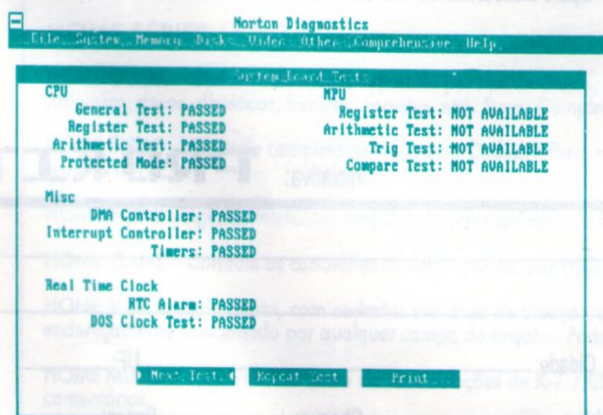 Norton Diagnostics
File System Memory Disks Video Other Comprehensive Help
System Board Tests
CPU NPU
General Test: PASSED Register Test: NOT AVAILABLE
Register Test: PASSED Arithmetic Test: NOT AVAILABLE
Arithmetic Test: PASSED Trig Test: NOT AVAILABLE
Protected Mode: PASSED Compare Test: NOT AVAILABLE
Misc
DMA Controller: PASSED
Interrupt Controller: PASSED
Timers: PASSED
Real Time Clock
RTC Alarm: PASSED
DOS Clock Test: PASSED
Next Test Repeat Test Print